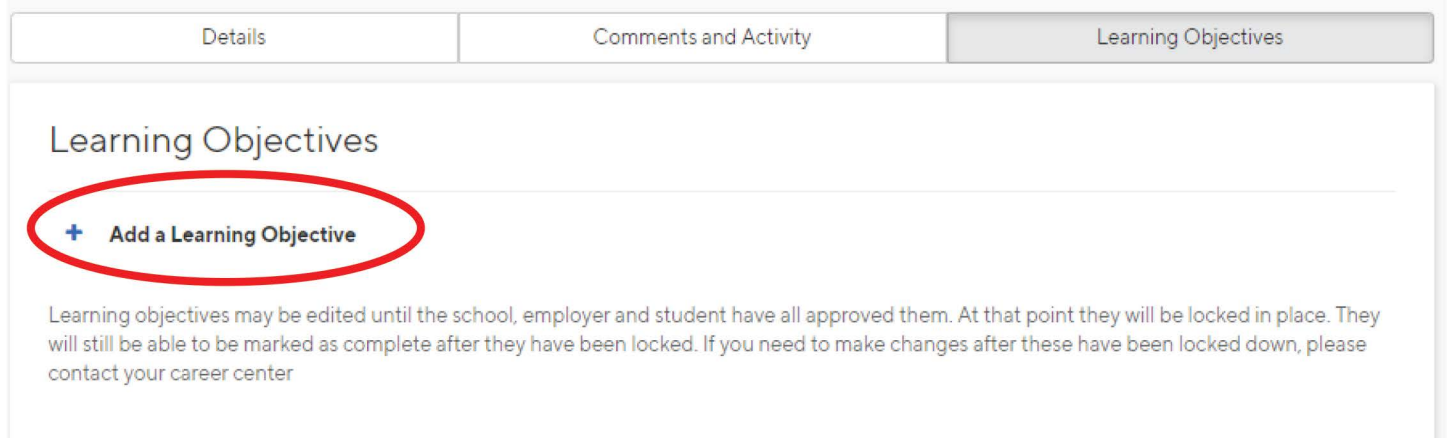 Details
Comments and Activity
Learning Objectives
Learning Objectives
+ Add a Learning Objective
Learning objectives may be edited until the school, employer and student have all approved them. At that point they will be locked in place. They
will still be able to be marked as complete after they have been locked. If you need to make changes after these have been locked down, please
contact your career center